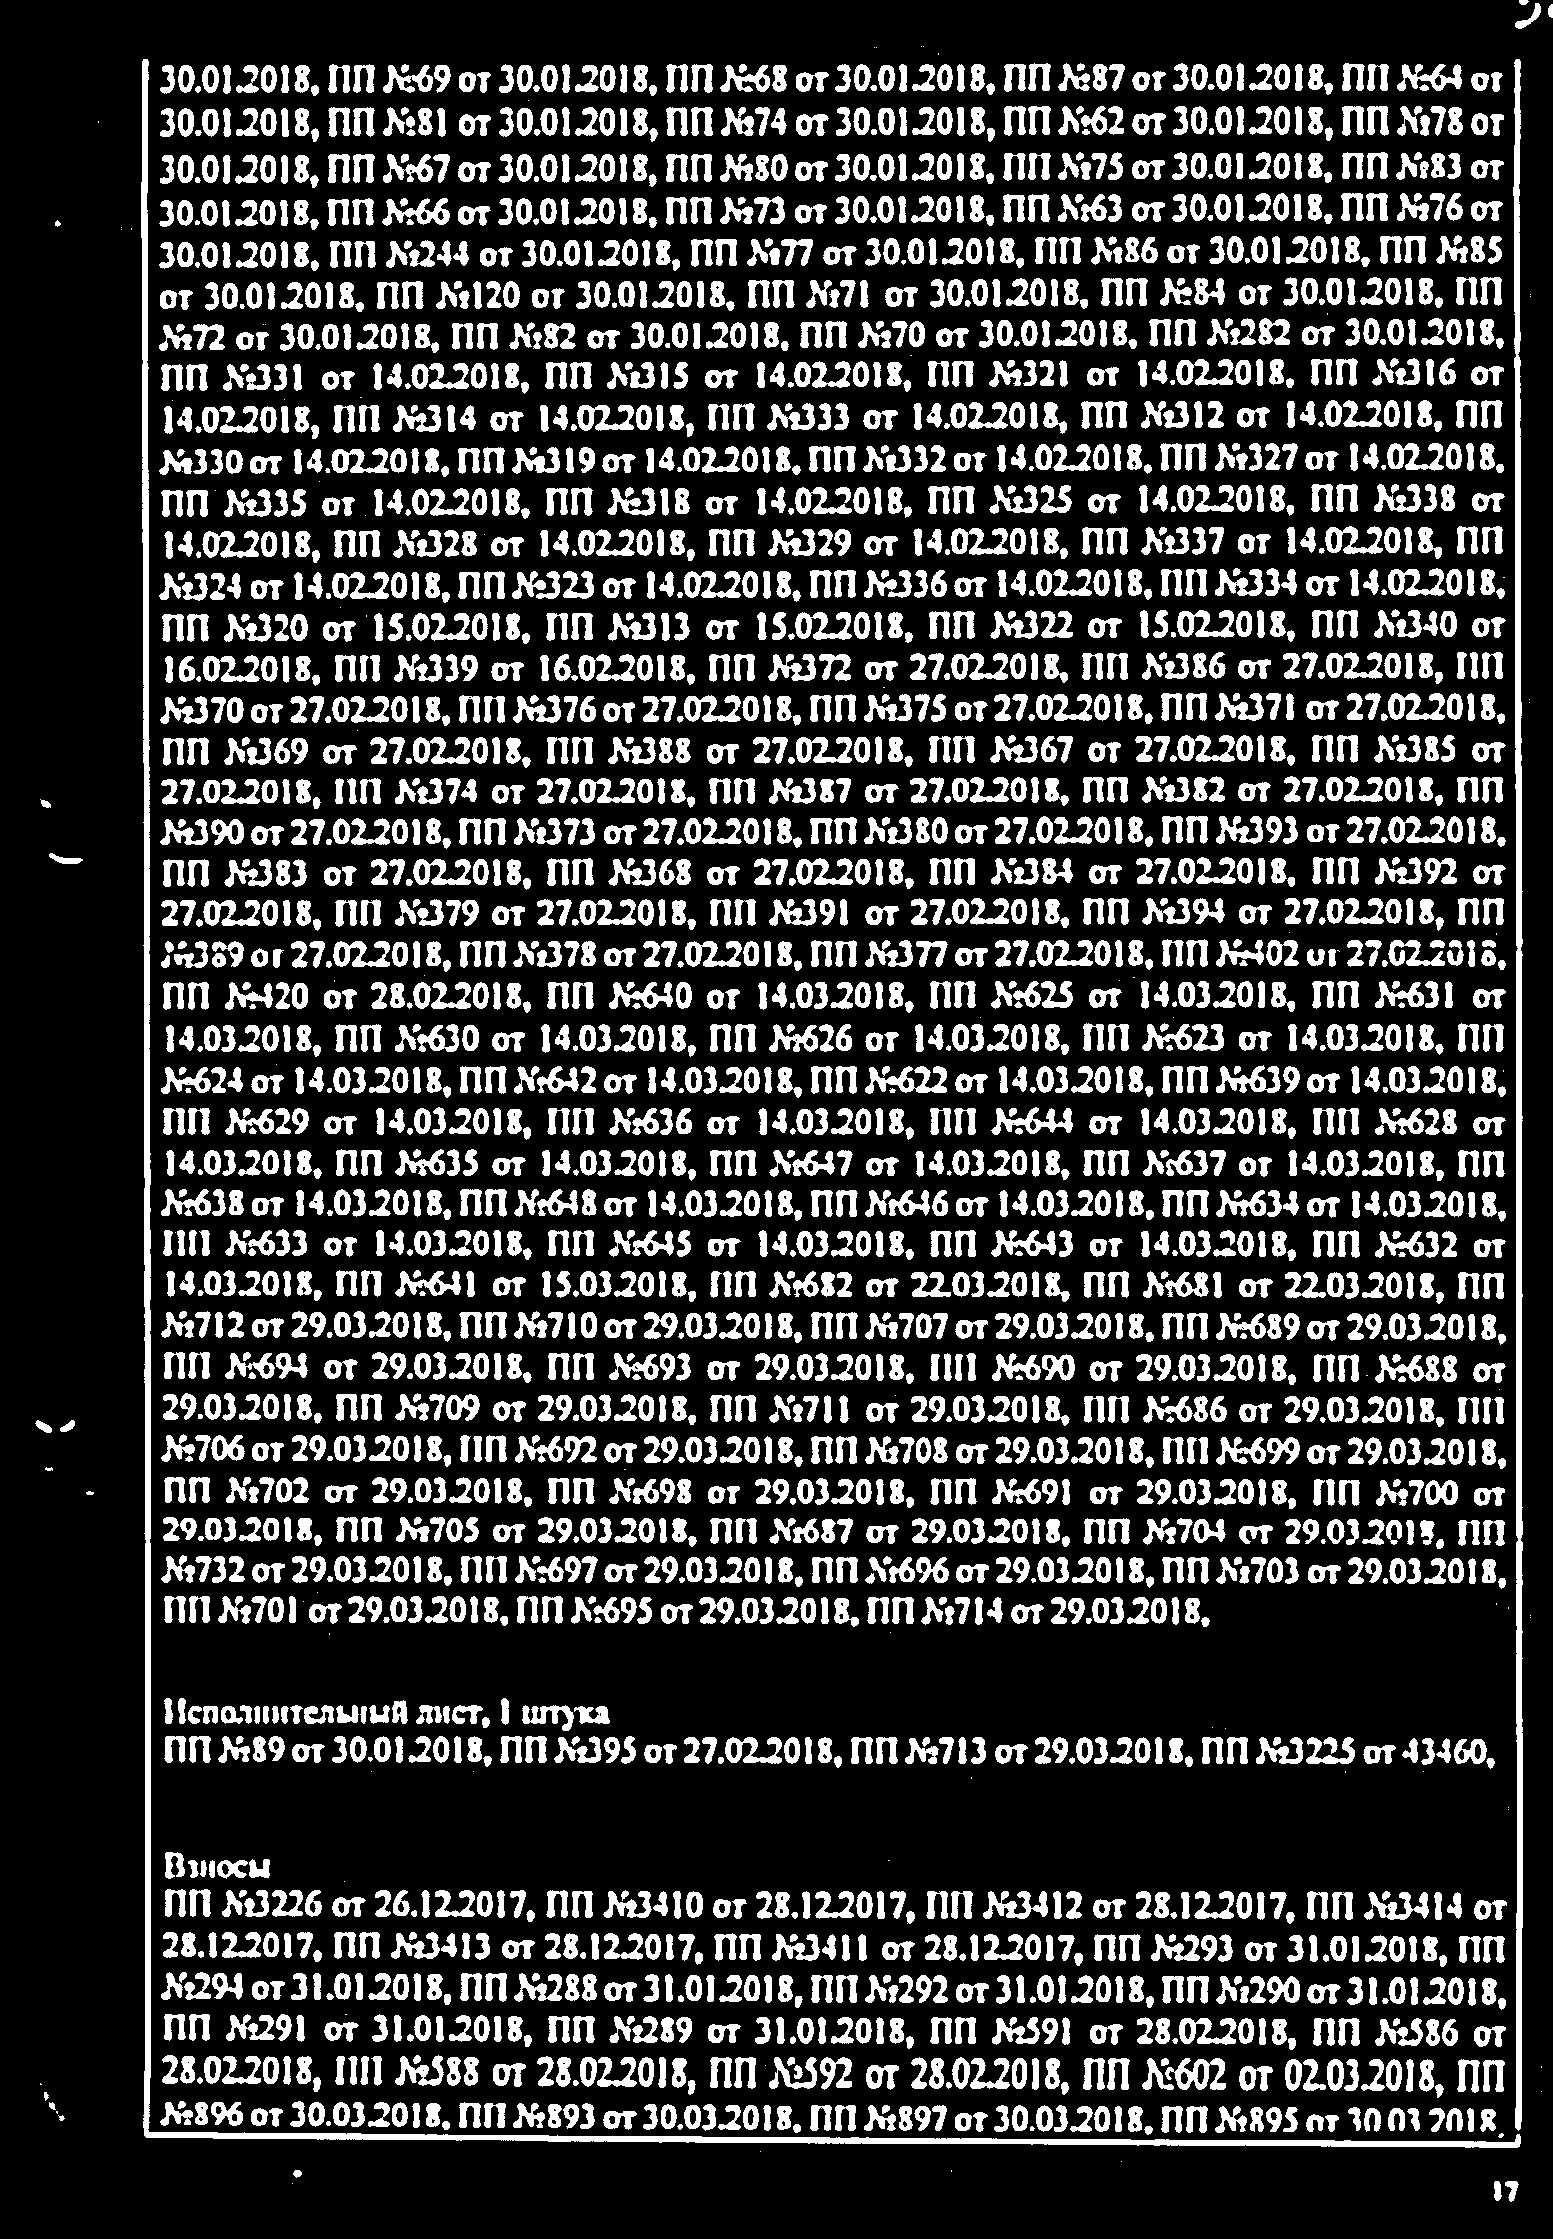 30.01.2018, ПП №69 от 30.01.2018, ПП №68 от 30.01.2018, ПП №87 от 30.01.2018, ПП №64 от
30.01.2018, ПП №81 от 30.01.2018, ПП №74 от 30.01.2018, ПП №62 от 30.01.2018, ПП №78 от
30.01.2018, ПП №67 от 30.01.2018, ПП №80 от 30.01.2018, ПП №75 от 30.01.2018, ПП №83 от
30.01.2018, ПП №66 от 30.01.2018, ПП №73 от 30.01.2018, ПП №63 от 30.01.2018, ПП №76 от
30.01.2018, ПП №244 от 30.01.2018, ПП №77 от 30.01.2018, ПП №86 от 30.01.2018, ПП №85
от 30.01.2018, ПП №120 от 30.01.2018, ПП №71 от 30.01.2018, ПП №84 от 30.01.2018, ПП
№72 от 30.01.2018, ПП №82 от 30.01.2018, ПП №70 от 30.01.2018, ПП №282 от 30.01.2018,
ПП №331 от 14.02.2018, ПП №315 от 14.02.2018, ПП №321 от 14.02.2018, ПП №316 от
14.02.2018, ПП №314 от 14.02.2018, ПП №333 от 14.02.2018, ПП №312 от 14.02.2018, ПП
№330 от 14.02.2018, ПП №319 от 14.02.2018, ПП №332 от 14.02.2018, ПП №327 от 14.02.2018,
ПП №335 от 14.02.2018, ПП №318 от 14.02.2018, ПП №325 от 14.02.2018, ПП №338 от
14.02.2018, ПП №328 от 14.02.2018, ПП №329 от 14.02.2018, ПП №337 от 14.02.2018, ПП
№324 от 14.02.2018, ПП №323 от 14.02.2018, ПП №336 от 14.02.2018, ПП №334 от 14.02.2018,
ПП №320 от 15.02.2018, ПП №313 от 15.02.2018, ПП №322 от 15.02.2018, ПП №340 от
16.02.2018, ПП №339 от 16.02.2018, ПП №372 от 27.02.2018, ПП №386 от 27.02.2018, ПП
№370 от 27.02.2018, ПП №376 от 27.02.2018, ПП №375 от 27.02.2018, ПП №371 от 27.02.2018,
ПП №369 от 27.02.2018, ПП №388 от 27.02.2018, ПП №367 от 27.02.2018, ПП №385 от
27.02.2018, ПП №374 от 27.02.2018, ПП №387 от 27.02.2018, ПП №382 от 27.02.2018, ПП
№390 от 27.02.2018, ПП №373 от 27.02.2018, ПП №380 от 27.02.2018, ПП №393 от 27.02.2018,
ПП №383 от 27.02.2018, ПП №368 от 27.02.2018, ПП №384 от 27.02.2018, ПП №392 от
27.02.2018, ПП №379 от 27.02.2018, ПП №391 от 27.02.2018, ПП №394 от 27.02.2018, ПП
№389 от 27.02.2018, ПП №378 от 27.02.2018, ПП №377 от 27.02.2018, ПП №402 от 27.02.2018,
ПП №420 от 28.02.2018, ПП №640 от 14.03.2018, ПП №625 от 14.03.2018, ПП №631 от
14.03.2018, ПП №630 от 14.03.2018, ПП №626 от 14.03.2018, ПП №623 от 14.03.2018, ПП
№624 от 14.03.2018, ПП №642 от 14.03.2018, ПП №622 от 14.03.2018, ПП №639 от 14.03.2018,
ПП №629 от 14.03.2018, ПП №636 от 14.03.2018, ПП №644 от 14.03.2018, ПП №628 от
14.03.2018, ПП №635 от 14.03.2018, ПП №647 от 14.03.2018, ПП №637 от 14.03.2018, ПП
№638 от 14.03.2018, ПП №648 от 14.03.2018, ПП №646 от 14.03.2018, ПП №634 от 14.03.2018,
ПП №633 от 14.03.2018, ПП №645 от 14.03.2018, ПП №643 от 14.03.2018, ПП №632 от
14.03.2018, ПП №641 от 15.03.2018, ПП №682 от 22.03.2018, ПП №681 от 22.03.2018, ПП
№712 от 29.03.2018, ПП №710 от 29.03.2018, ПП №707 от 29.03.2018, ПП №689 от 29.03.2018,
ПП №694 от 29.03.2018, ПП №693 от 29.03.2018, ПП №690 от 29.03.2018, ПП №688 от
29.03.2018, ПП №709 от 29.03.2018, ПП №711 от 29.03.2018, ПП №686 от 29.03.2018, ПП
№706 от 29.03.2018, ПП №692 от 29.03.2018, ПП №708 от 29.03.2018, ПП №699 от 29.03.2018,
ПП №702 от 29.03.2018, ПП №698 от 29.03.2018, ПП №691 от 29.03.2018, ПП №700 от
29.03.2018, ПП №705 от 29.03.2018, ПП №687 от 29.03.2018, ПП №704 от 29.03.2018, ПП
№732 от 29.03.2018, ПП №697 от 29.03.2018, ПП №696 от 29.03.2018, ПП №703 от 29.03.2018,
ПП №701 от 29.03.2018, ПП №695 от 29.03.2018, ПП №714 от 29.03.2018,
Исполнительный лист, 1 штука
ПП №89 от 30.01.2018, ПП №395 от 27.02.2018, ПП №713 от 29.03.2018, ПП №3225 от 43460,
Взносы
ПП №3226 от 26.12.2017, ПП №3410 от 28.12.2017, ПП №3412 от 28.12.2017, ПП №3414 от
28.12.2017, ПП №3413 от 28.12.2017, ПП №3411 от 28.12.2017, ПП №293 от 31.01.2018, ПП
№294 от 31.01.2018, ПП №288 от 31.01.2018, ПП №292 от 31.01.2018, ПП №290 от 31.01.2018,
ПП №291 от 31.01.2018, ПП №289 от 31.01.2018, ПП №591 от 28.02.2018, ПП №586 от
28.02.2018, ПП №588 от 28.02.2018, ПП №592 от 28.02.2018, ПП №602 от 02.03.2018, ПП
№896 от 30.03.2018, ПП №893 от 30.03.2018, ПП №897 от 30.03.2018, ПП №895 от 30.03.2018,
17